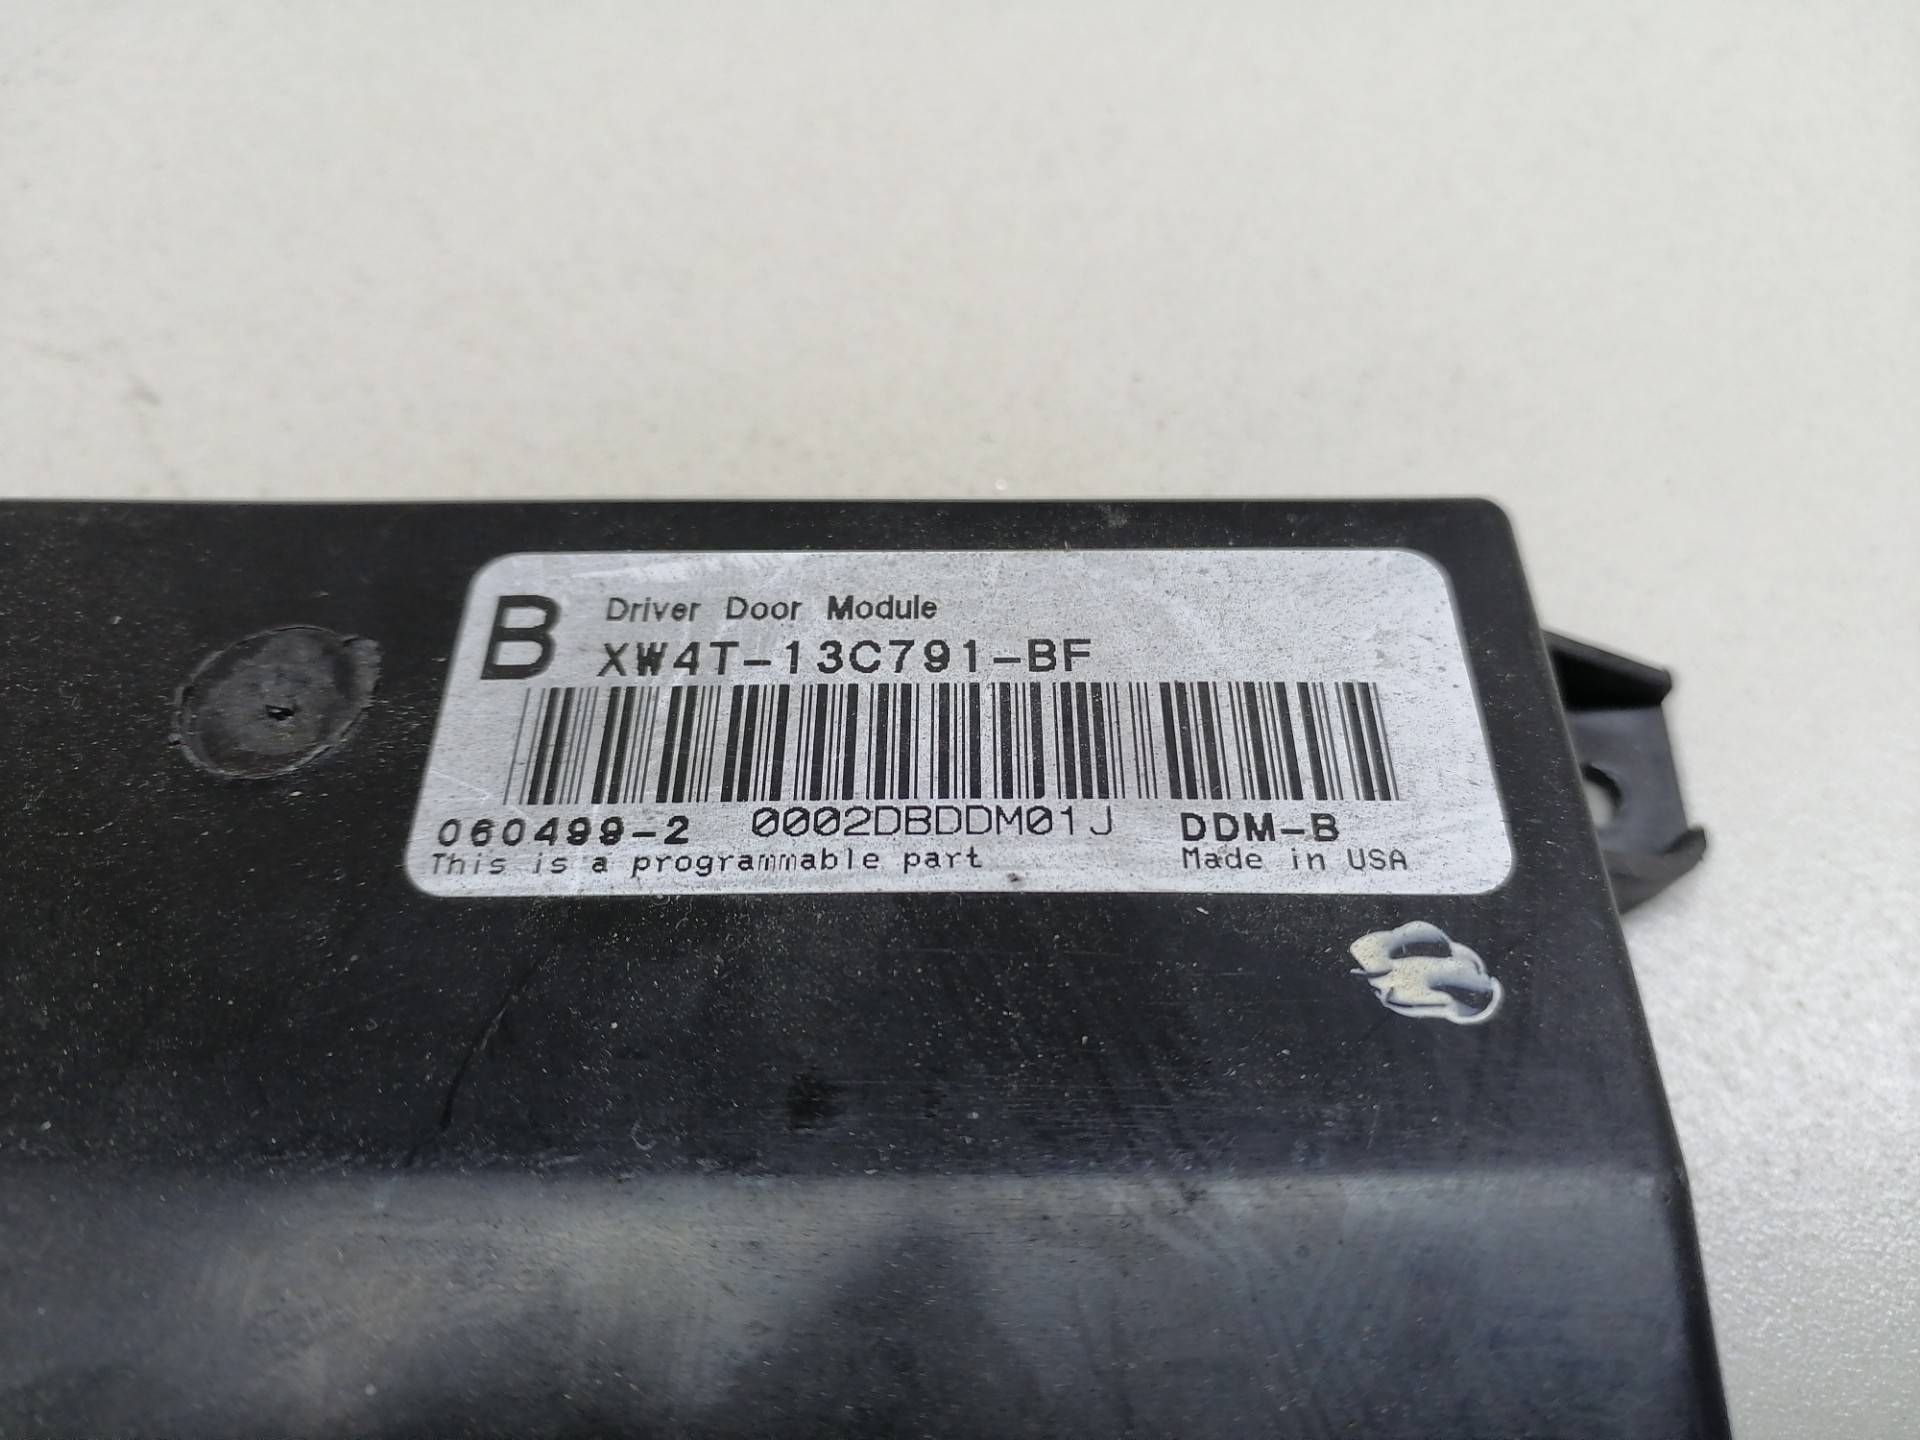 B Driver Door Module
XW4T-13C791-BF
060499-2 0002DBDDM01J DDM-B
This is a programmable part Made in USA